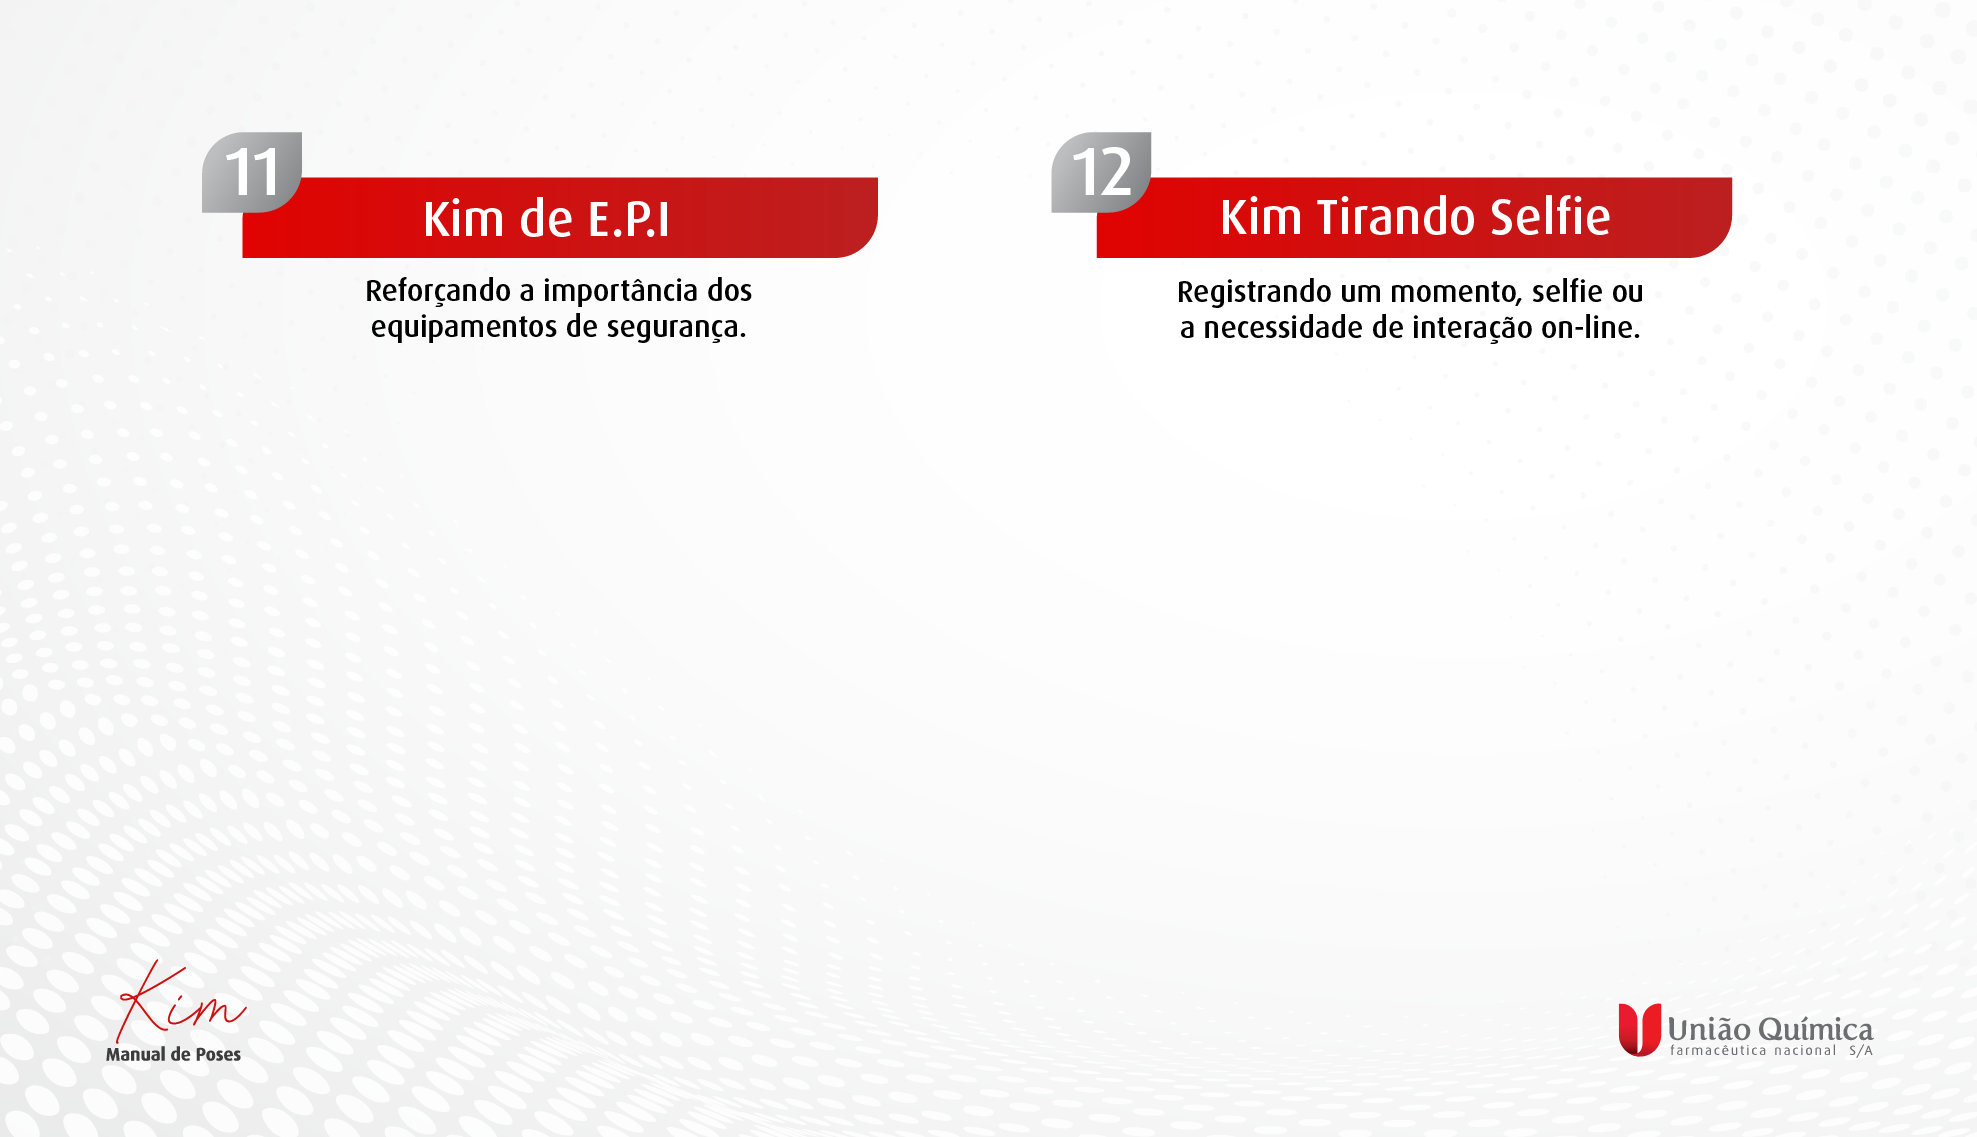 11
Kim de E.P.I
Reforçando a importância dos
equipamentos de segurança.
12
Kim Tirando Selfie
Registrando um momento, selfie ou
a necessidade de interação on-line.
Kim
Manual de Poses
União Química
farmacêutica nacional S/A